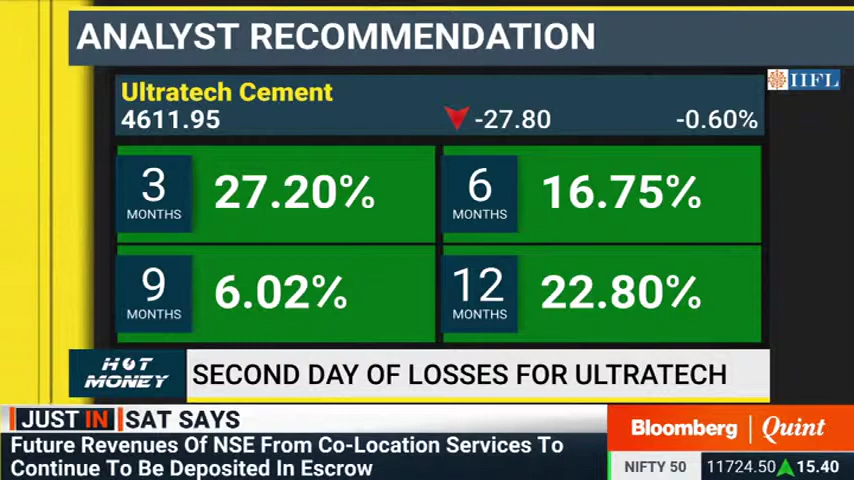 ANALYST RECOMMENDATION
IIFL
Ultratech Cement
4611.95 -27.80 -0.60%
3 MONTHS 27.20%
6 MONTHS 16.75%
9 MONTHS 6.02%
12 MONTHS 22.80%
HOT MONEY
SECOND DAY OF LOSSES FOR ULTRATECH
JUST IN SAT SAYS
Future Revenues Of NSE From Co-Location Services To
Continue To Be Deposited In Escrow
Bloomberg | Quint
NIFTY 50 11724.50 15.40